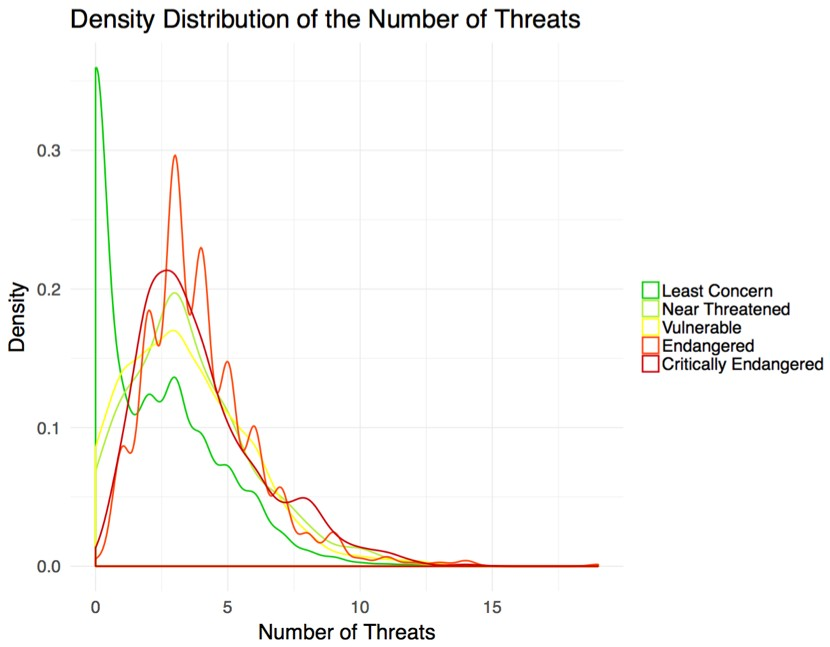 Density Distribution of the Number of Threats
0.3
0.2
0.1
0.0
Density
0 5 10 15
Number of Threats
Least Concern
Near Threatened
Vulnerable
Endangered
Critically Endangered